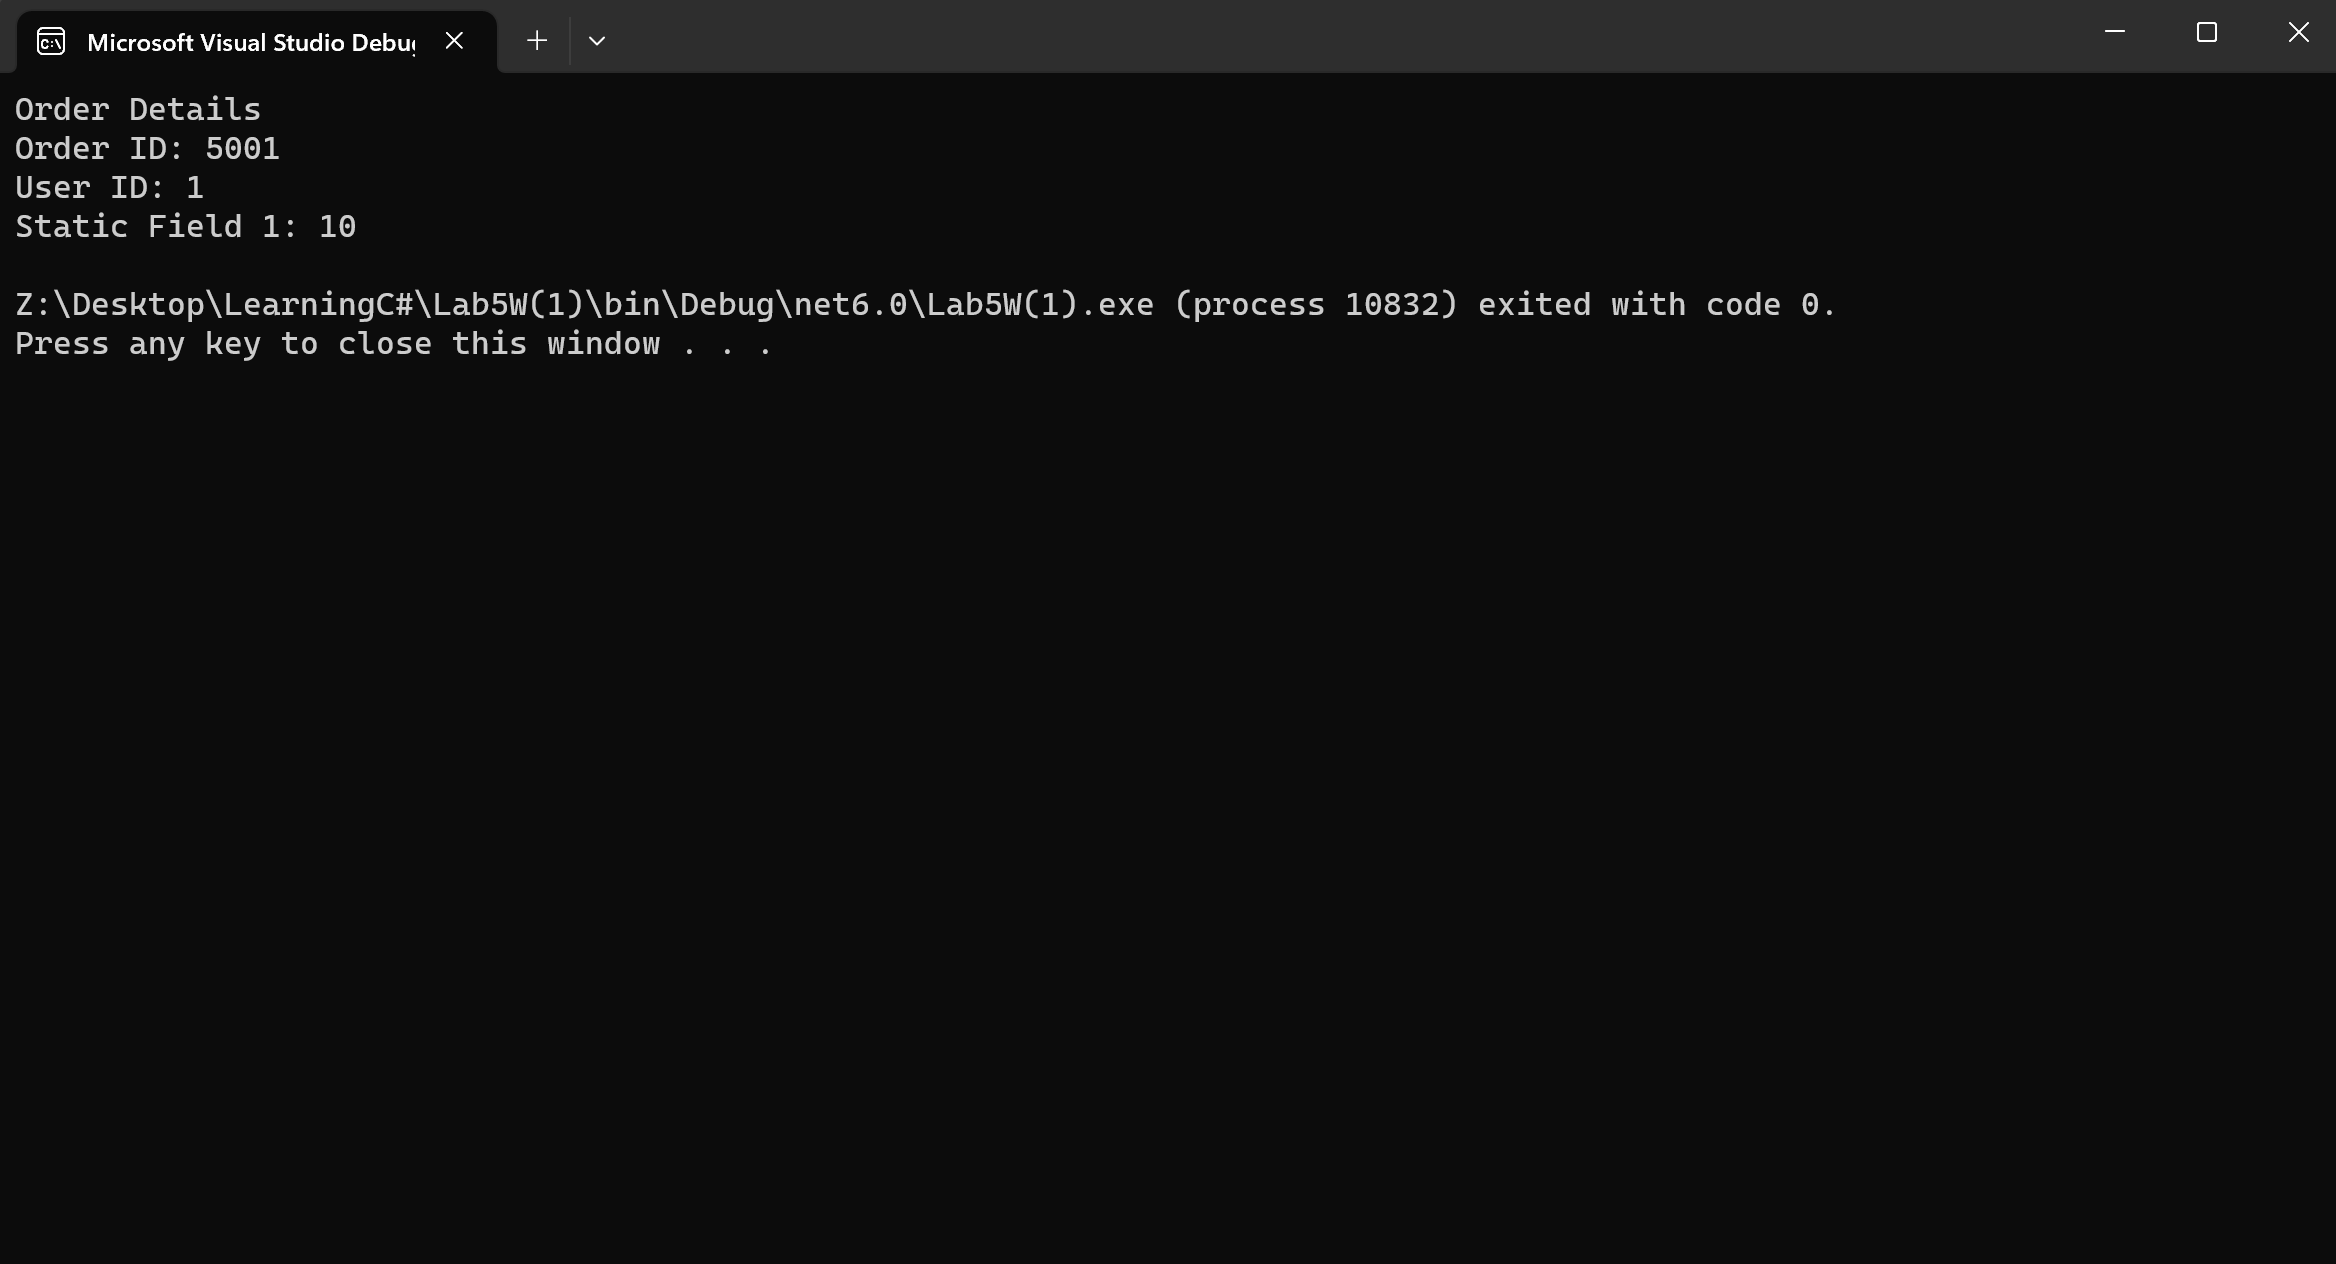 Microsoft Visual Studio Debug
Order Details
Order ID: 5001
User ID: 1
Static Field 1: 10
Z:\Desktop\LearningC#\Lab5W(1)\bin\Debug\net6.0\Lab5W(1).exe (process 10832) exited with code 0.
Press any key to close this window . . .